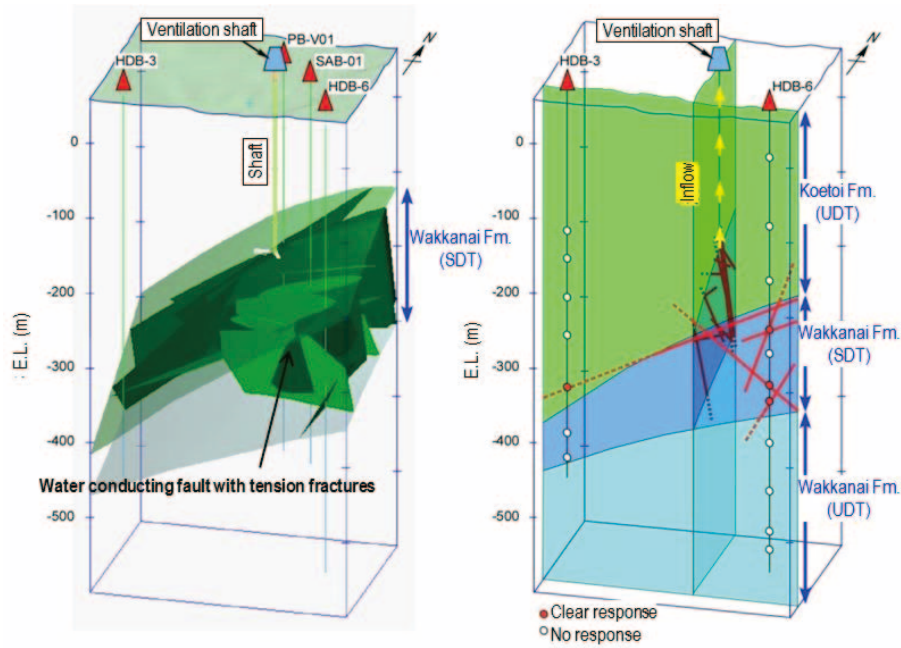 Ventilation shaft
PB-V01
N
HDB-3
SAB-01
HDB-6
Shaft
0
-100
-200
-300
-400
-500
E.L. (m)
Wakkanai Fm.
(SDT)
Water conducting fault with tension fractures
Ventilation shaft
N
HDB-3
HDB-6
Inflow
0
-100
-200
-300
-400
-500
E.L. (m)
Koetoi Fm.
(UDT)
Wakkanai Fm.
(SDT)
Wakkanai Fm.
(UDT)
Clear response
No response